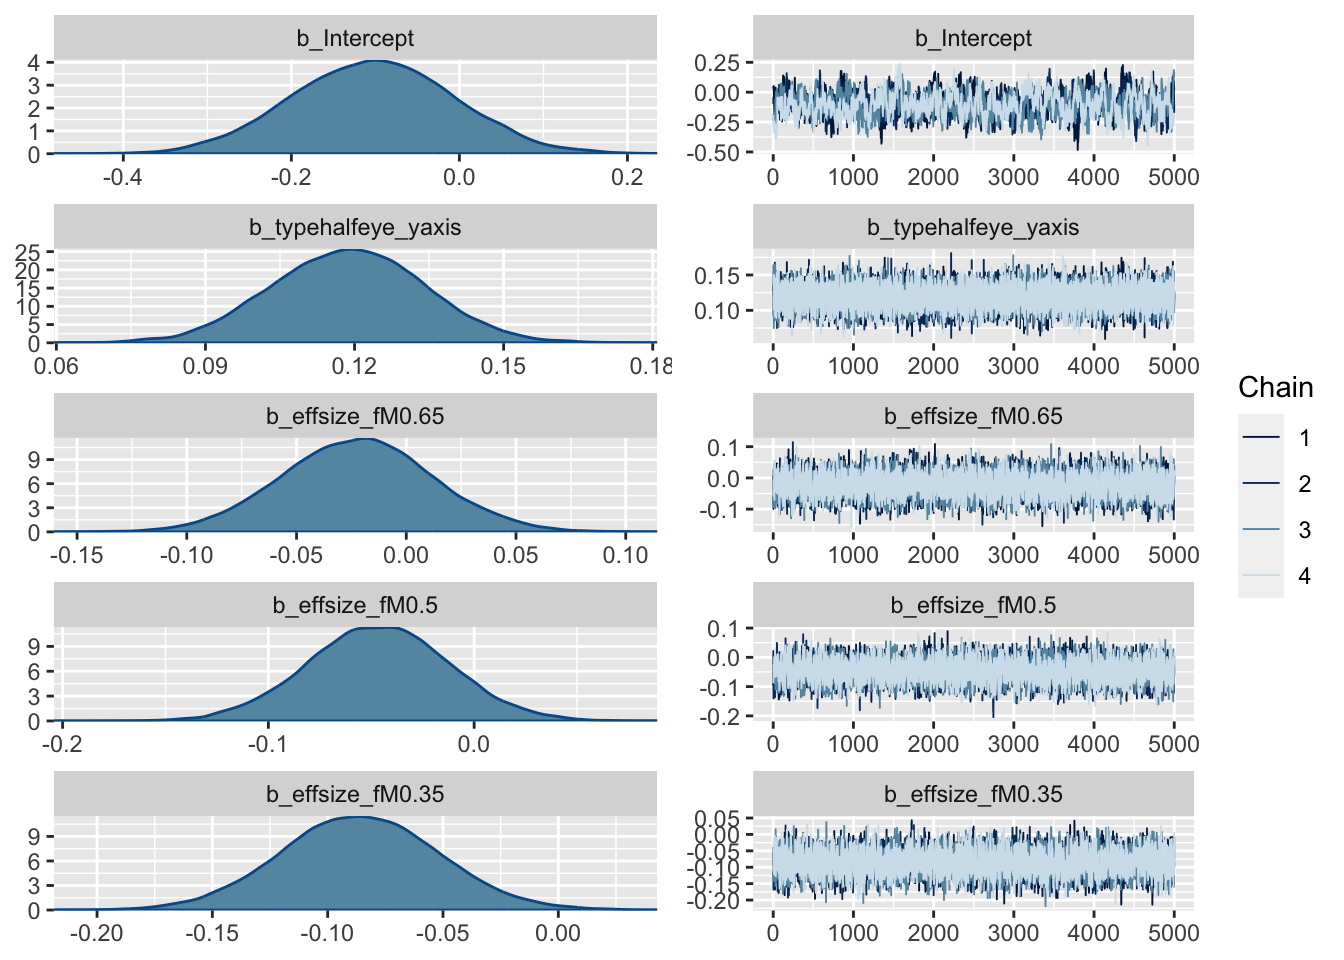 b_Intercept
4
3
2
1
0
-0.4 -0.2 0.0 0.2
b_Intercept
0.25
0.00
-0.25
-0.50
0 1000 2000 3000 4000 5000
b_typehalfeye_yaxis
25
20
15
10
5
0
0.06 0.09 0.12 0.15 0.18
b_typehalfeye_yaxis
0.15
0.10
0 1000 2000 3000 4000 5000
b_effsize_fM0.65
9
6
3
0
-0.15 -0.10 -0.05 0.00 0.05 0.10
b_effsize_fM0.65
0.1
0.0
-0.1
0 1000 2000 3000 4000 5000
b_effsize_fM0.5
9
6
3
0
-0.2 -0.1 0.0
b_effsize_fM0.5
0.1
0.0
-0.1
-0.2
0 1000 2000 3000 4000 5000
b_effsize_fM0.35
9
6
3
0
-0.20 -0.15 -0.10 -0.05 0.00
b_effsize_fM0.35
0.05
0.00
-0.05
-0.10
-0.15
-0.20
0 1000 2000 3000 4000 5000
Chain
1
2
3
4